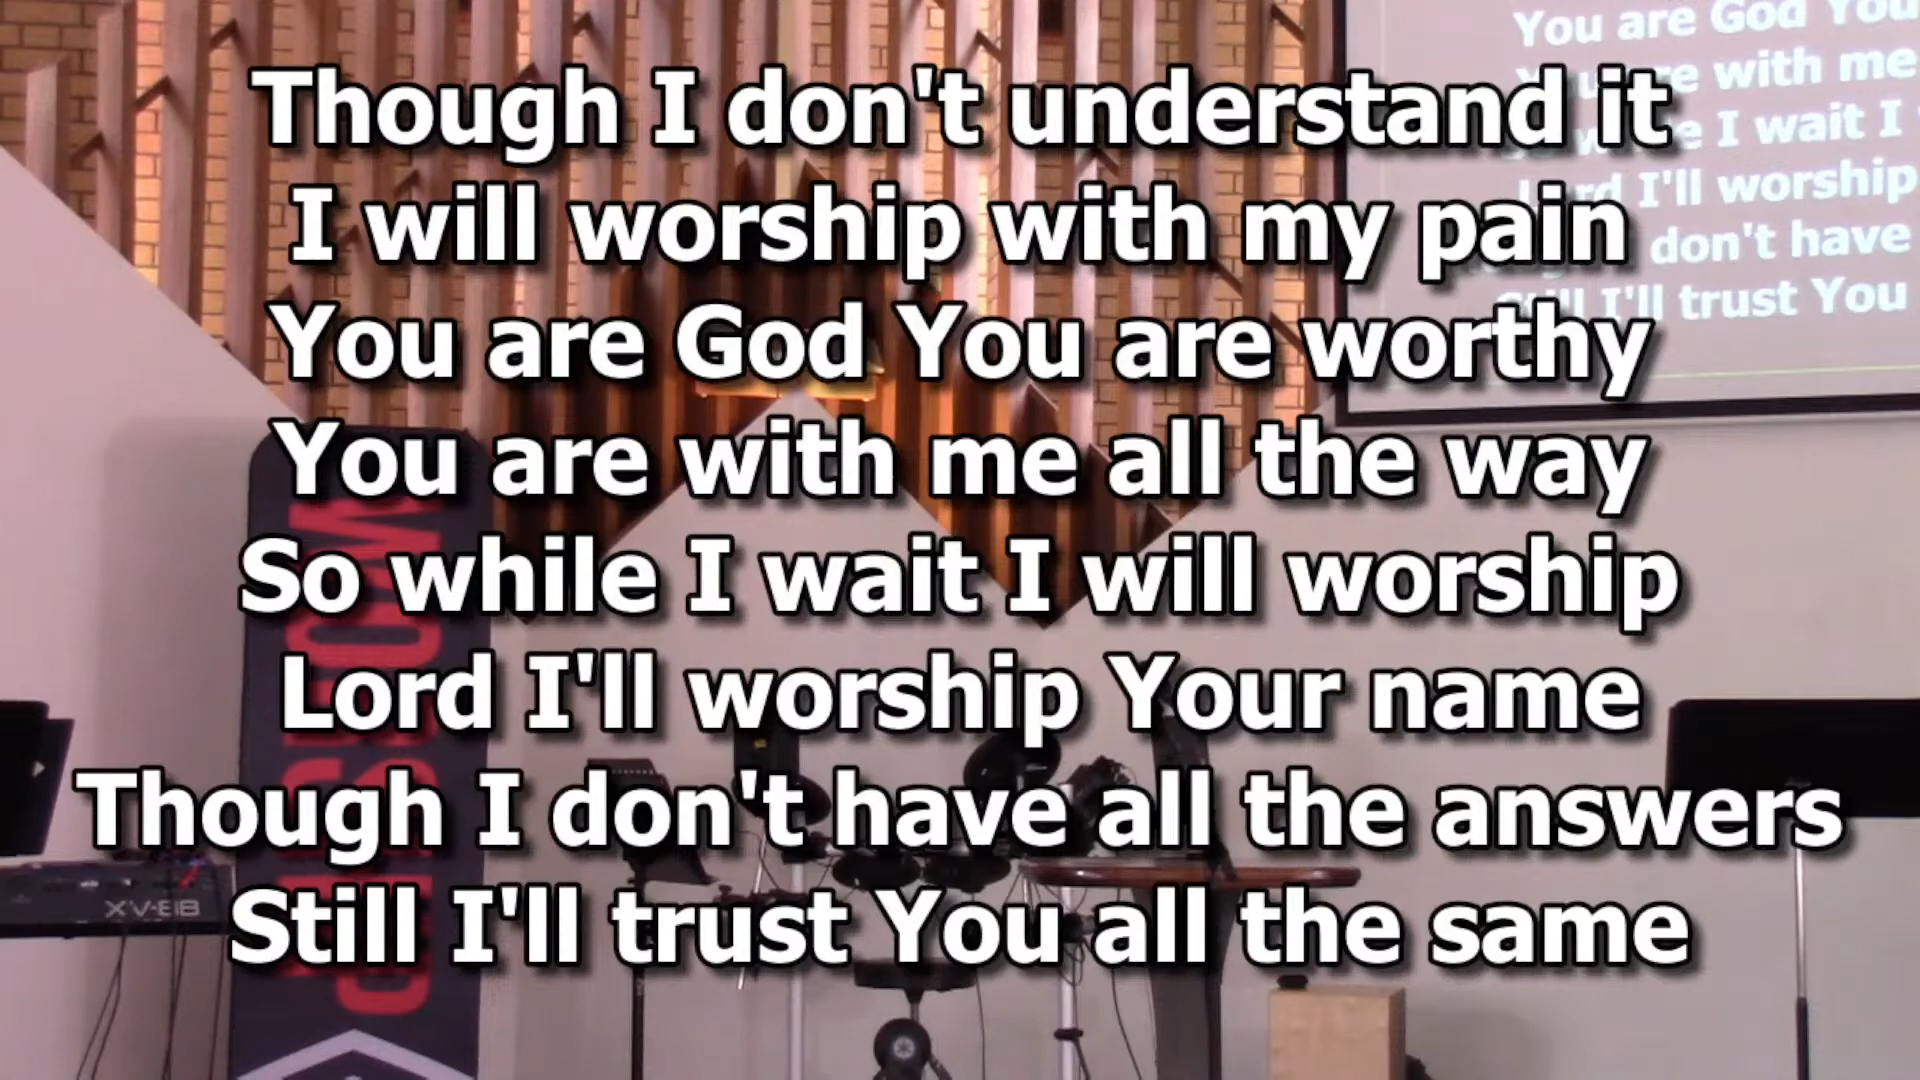 Though I don't understand it
I will worship with my pain
You are God You are worthy
You are with me all the way
So while I wait I will worship
Lord I'll worship Your name
Though I don't have all the answers
Still I'll trust You all the same
You are God You
are with me
I wait I
Lord I'll worship
don't have
Still I'll trust You
WORSHIP
XV-88